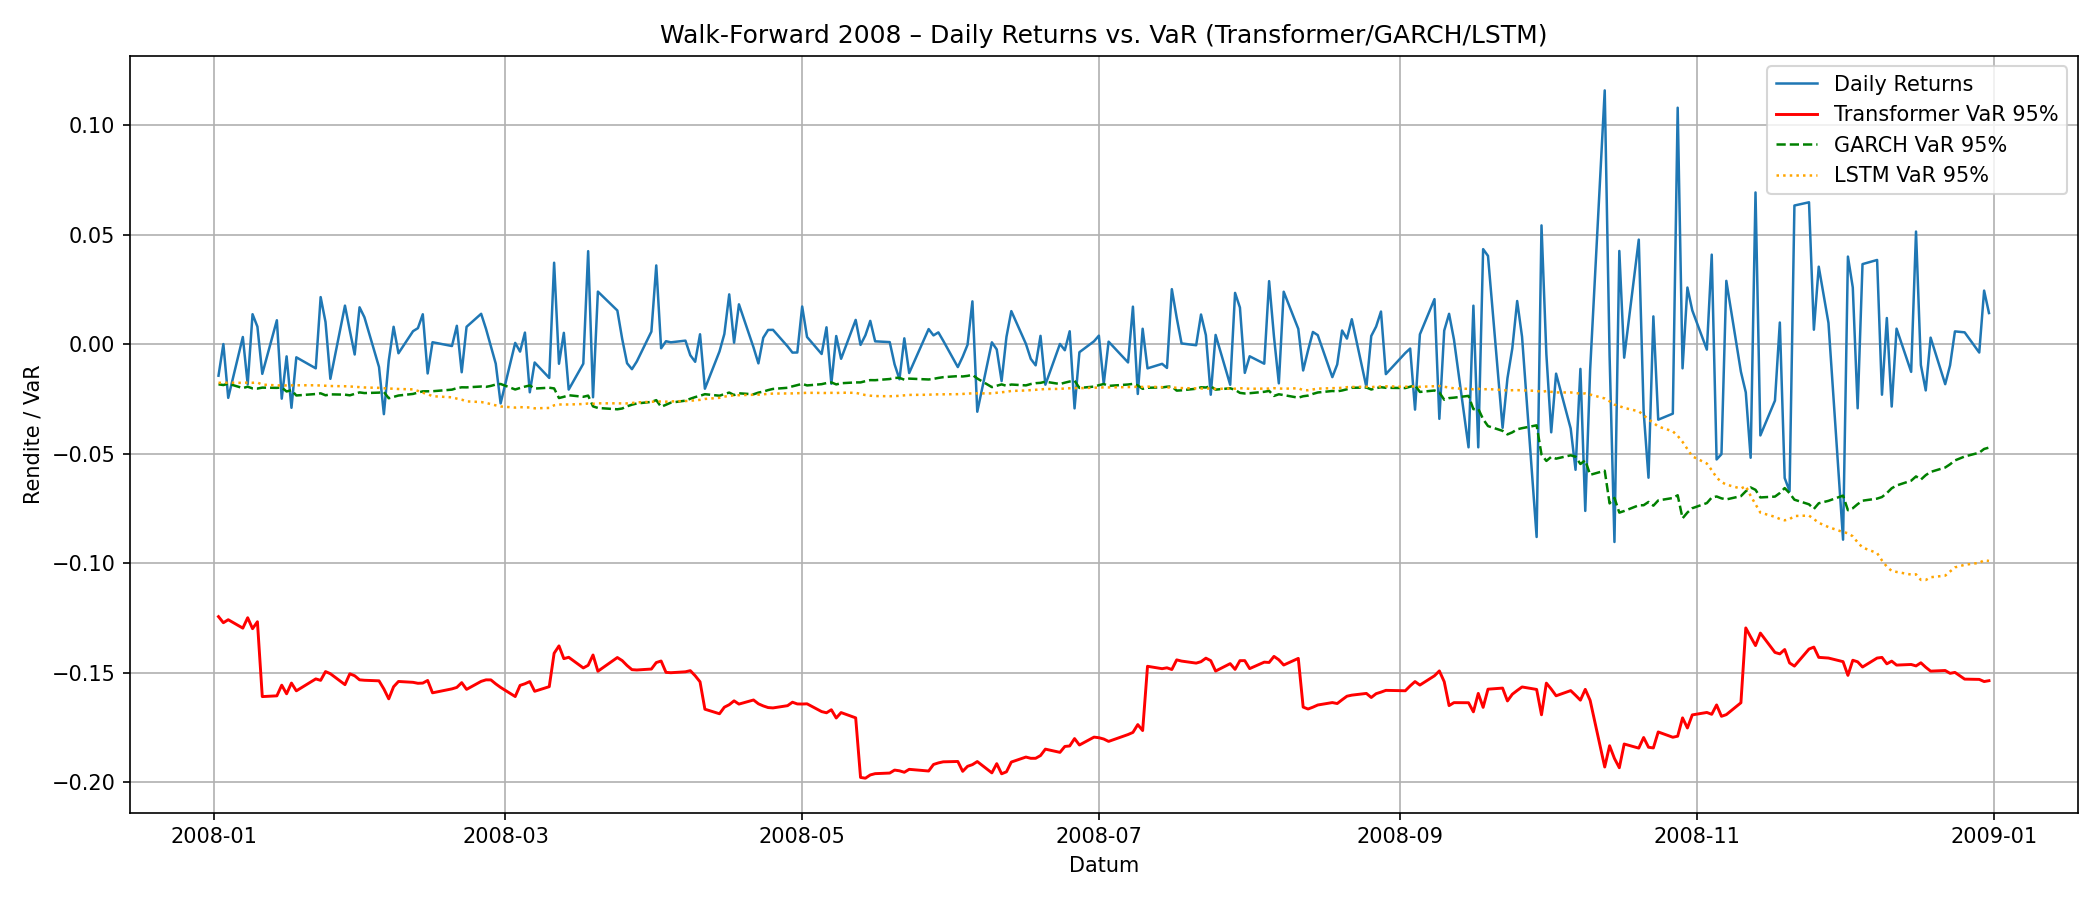 Walk-Forward 2008 – Daily Returns vs. VaR (Transformer/GARCH/LSTM)
Daily Returns
Transformer VaR 95%
GARCH VaR 95%
LSTM VaR 95%
Rendite / VaR
0.10
0.05
0.00
−0.05
−0.10
−0.15
−0.20
2008-01 2008-03 2008-05 2008-07 2008-09 2008-11 2009-01
Datum